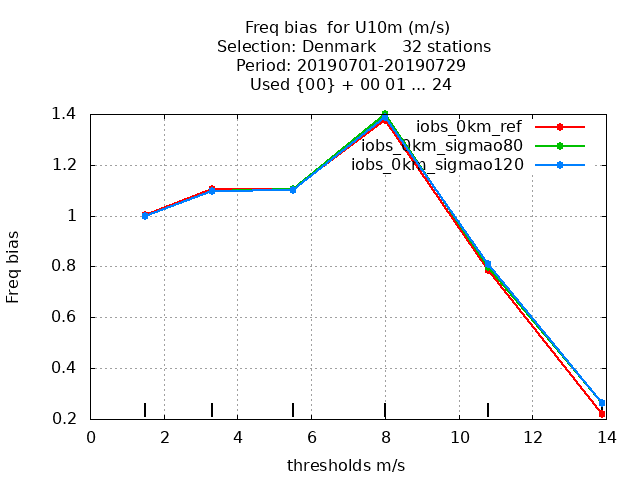 Freq bias  for U10m (m/s)
Selection: Denmark     32 stations
Period: 20190701-20190729
Used {00} + 00 01 ... 24
iobs_0km_ref
iobs_0km_sigmao80
iobs_0km_sigmao120
Freq bias
1.4
1.2
1
0.8
0.6
0.4
0.2
0 2 4 6 8 10 12 14
thresholds m/s